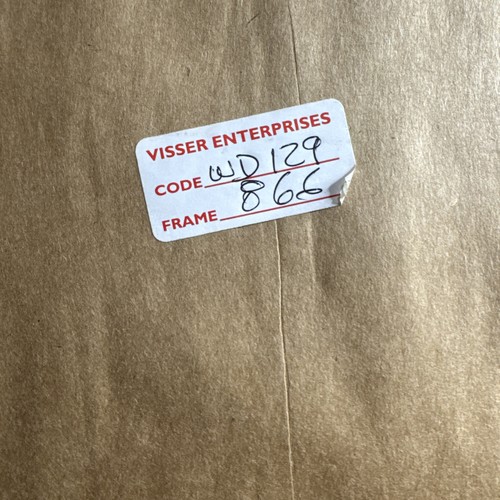 VISSER ENTERPRISES
CODE WD129
FRAME 866